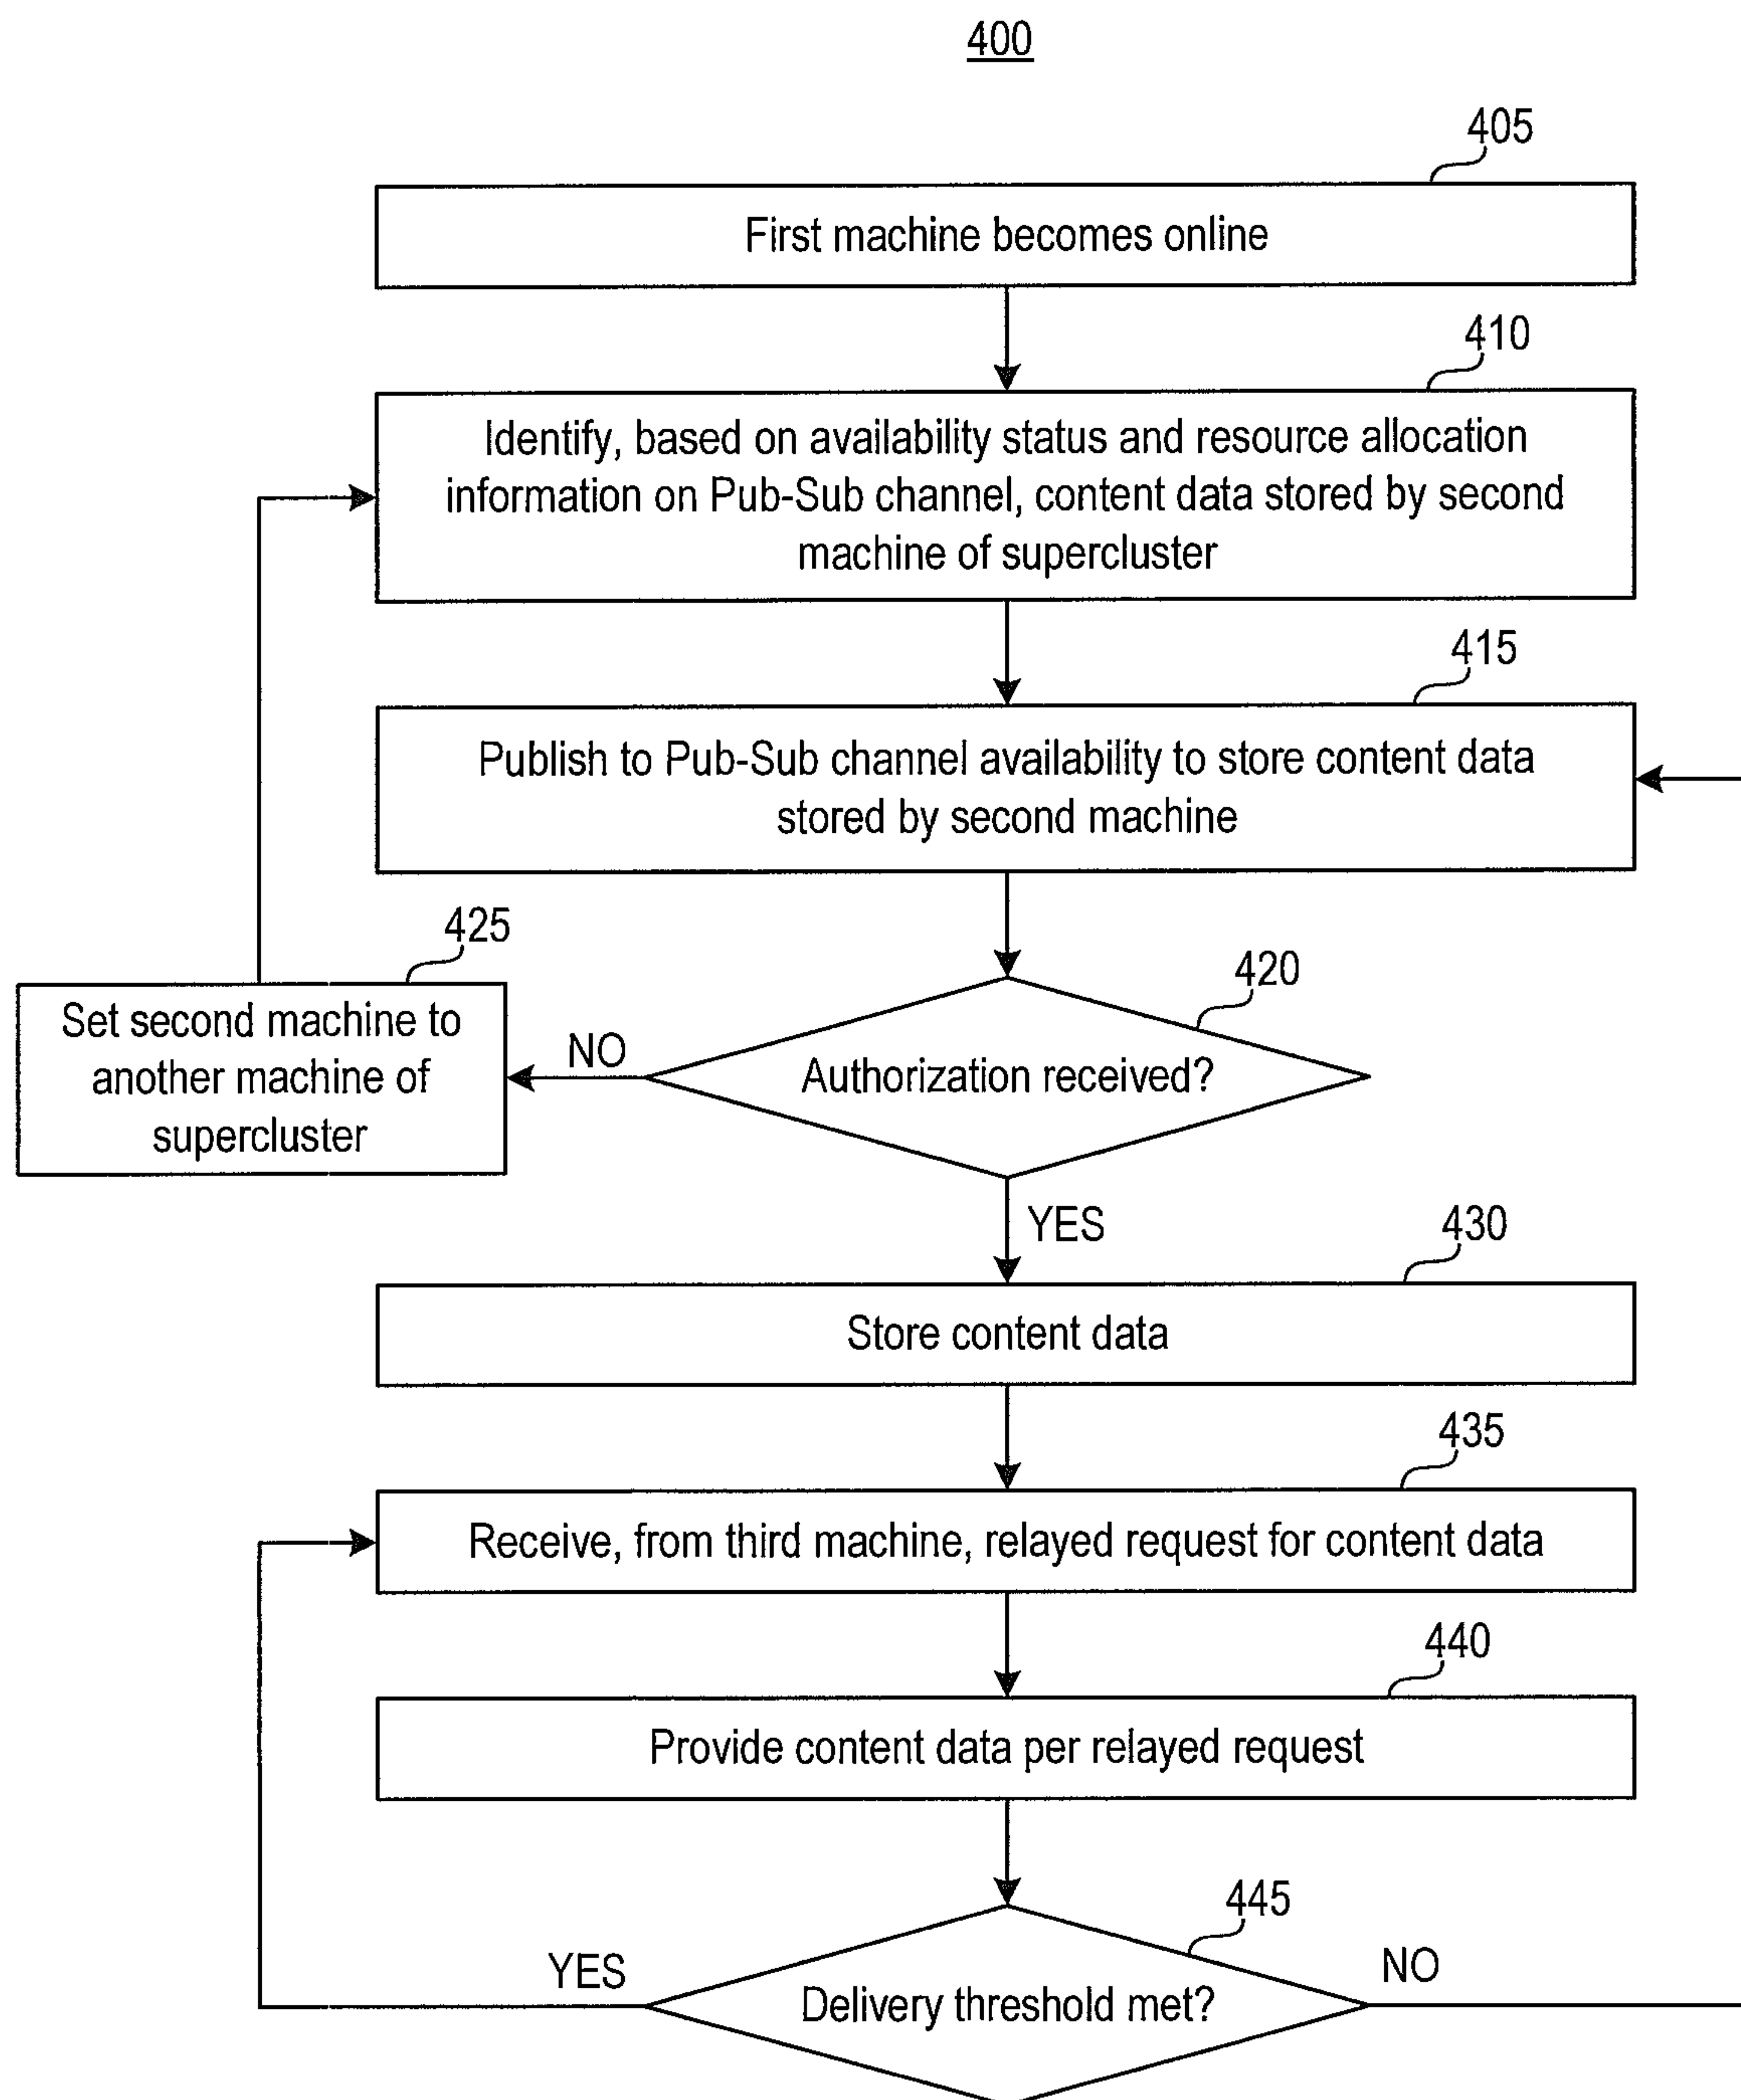 400
405
First machine becomes online
410
Identify, based on availability status and resource allocation
information on Pub-Sub channel, content data stored by second
machine of supercluster
415
Publish to Pub-Sub channel availability to store content data
stored by second machine
425
Set second machine to
another machine of
supercluster
NO
420
Authorization received?
YES
430
Store content data
435
Receive, from third machine, relayed request for content data
440
Provide content data per relayed request
445
YES
Delivery threshold met?
NO